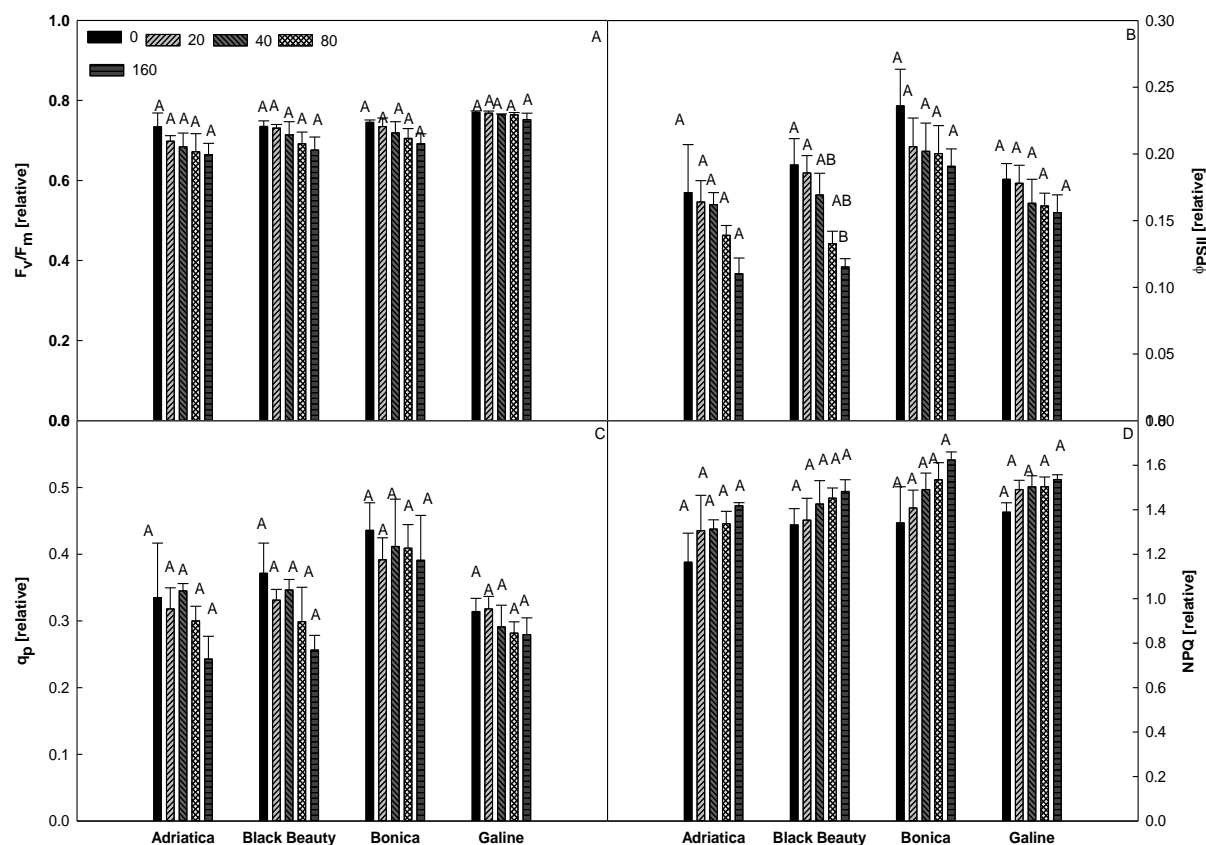 1.0
0.8
0.6
0.4
0.2
0.0
Fv/Fm [relative]
0 20 40 80
160
A
A A A A A
A A A A A
A A A A A
A A A A A
0.30
0.25
0.20
0.15
0.10
0.05
0.00
ϕPSII [relative]
B
A A A A A
A A AB AB B
A A A A A
A A A A A
0.6
0.5
0.4
0.3
0.2
0.1
0.0
qp [relative]
C
A A A A A
A A A A A
A A A A A
A A A A A
Adriatica Black Beauty Bonica Galine
1.8
1.6
1.4
1.2
1.0
0.8
0.6
0.4
0.2
0.0
NPQ [relative]
D
A A A A A
A A A A A
A A A A A
A A A A A
Adriatica Black Beauty Bonica Galine